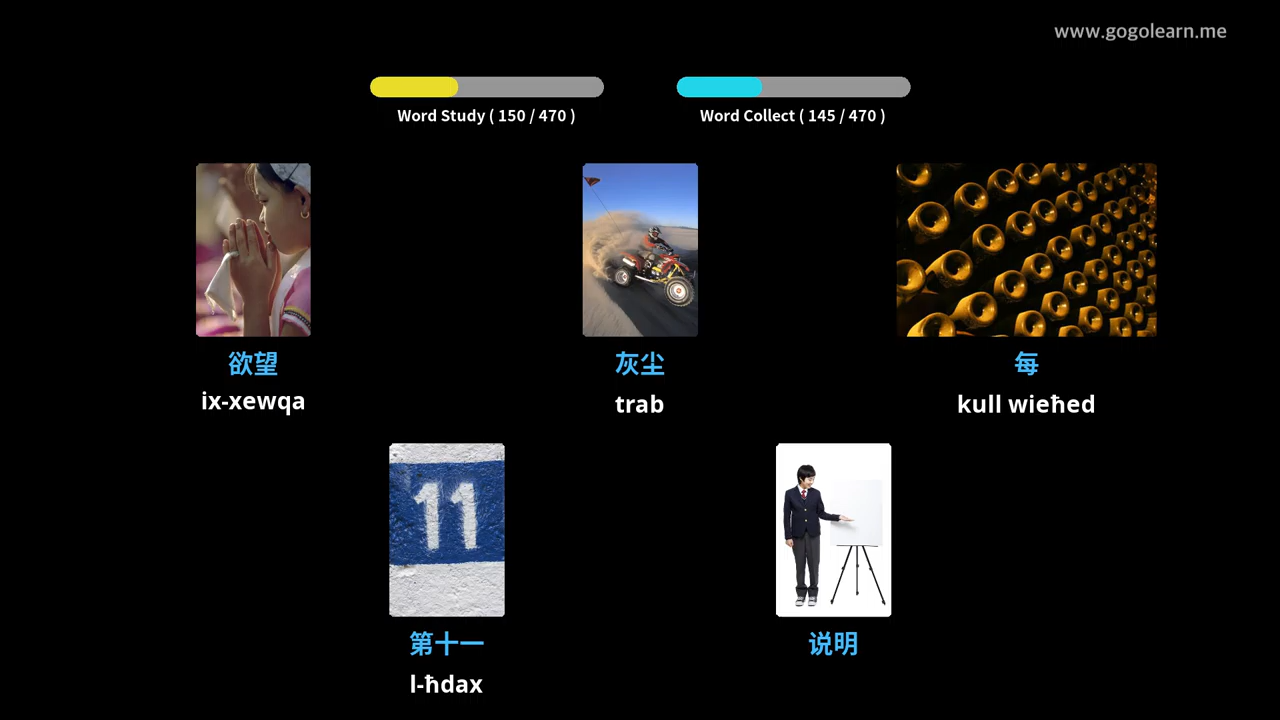 www.gogolearn.me
Word Study ( 150 / 470 )
Word Collect ( 145 / 470 )
欲望
灰尘
每
ix-xewqa
trab
kull wieħed
11
第十一
说明
l-ħdax